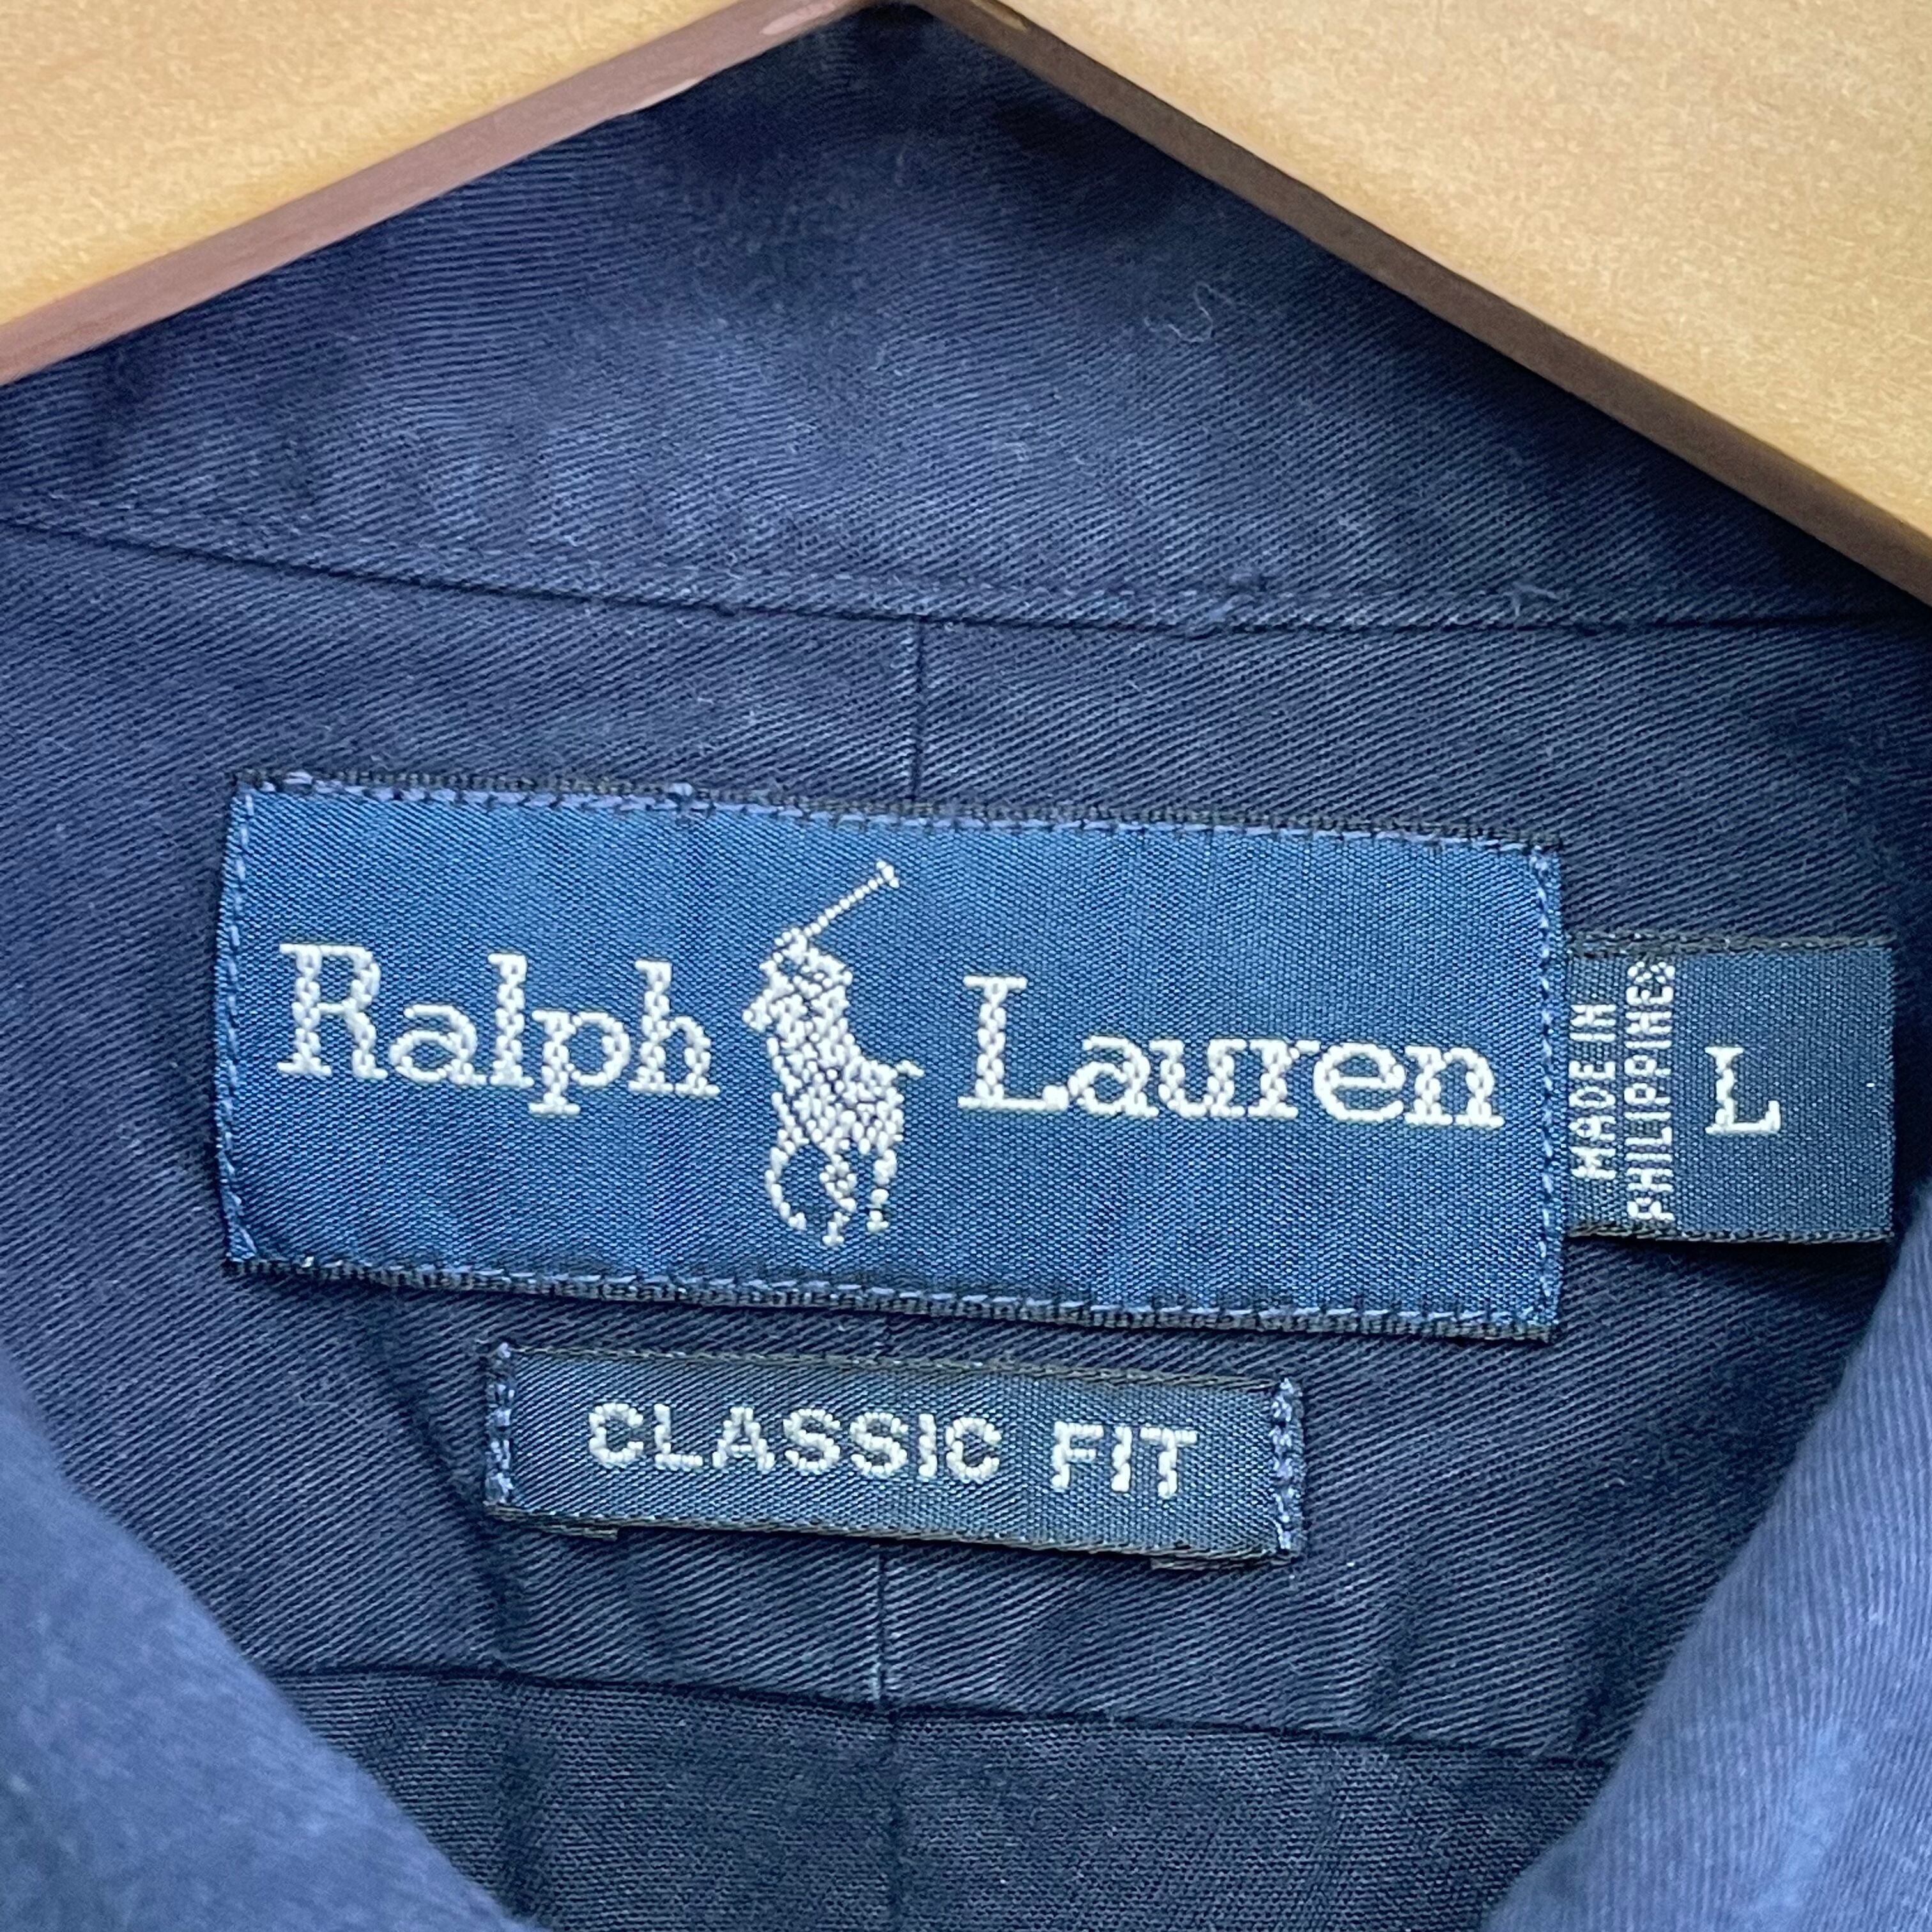 Ralph Lauren
MADE IN
PHILIPPINES
L
CLASSIC FIT